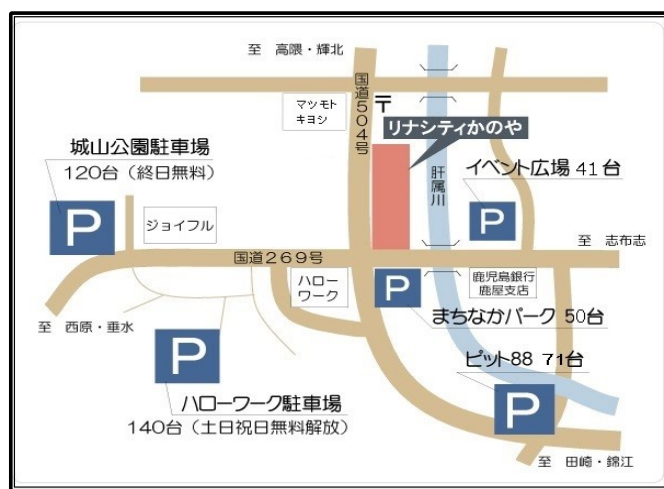 至 高隈・輝北
国道504号
マツモト
キヨシ
〒
リナシティかのや
城山公園駐車場
120台（終日無料）
P
肝属川
イベント広場 41台
P
ジョイフル
至 志布志
国道269号
ハロー
ワーク
P
鹿児島銀行
鹿屋支店
まちなかパーク 50台
至 西原・垂水
P
ピット88 71台
P
ハローワーク駐車場
140台（土日祝日無料解放）
至 田崎・錦江